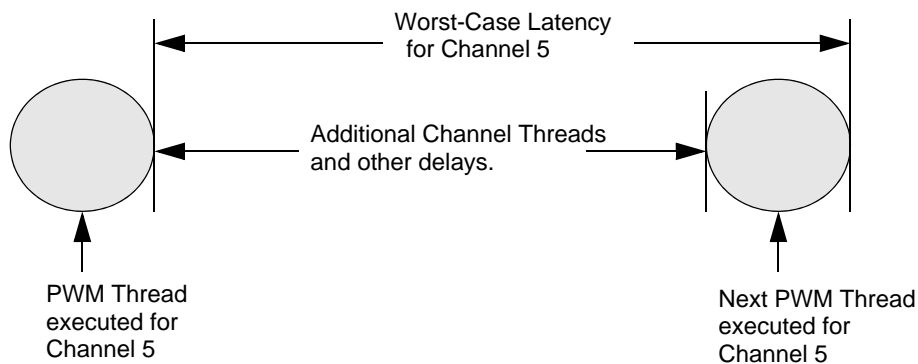 Worst-Case Latency
for Channel 5
Additional Channel Threads
and other delays.
PWM Thread
executed for
Channel 5
Next PWM Thread
executed for
Channel 5